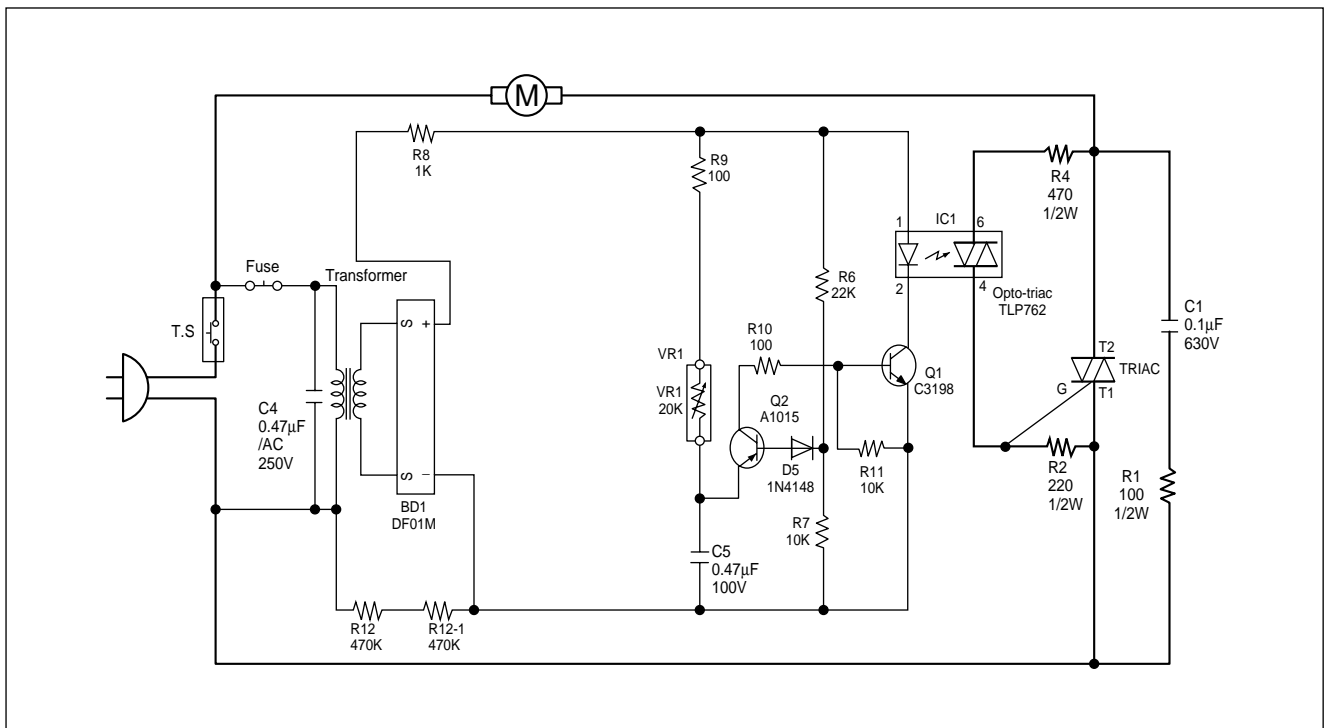 M
R8
1K
R9
100
R4
470
1/2W
1
IC1
6
Fuse
Transformer
S
+
R6
22K
2
4
Opto-triac
TLP762
C1
0.1µF
630V
T.S
R10
100
VR1
VR1
20K
Q1
C3198
T2
TRIAC
G
T1
C4
0.47µF
/AC
250V
Q2
A1015
D5
1N4148
R11
10K
R2
220
1/2W
R1
100
1/2W
S
–
BD1
DF01M
R7
10K
C5
0.47µF
100V
R12
470K
R12-1
470K